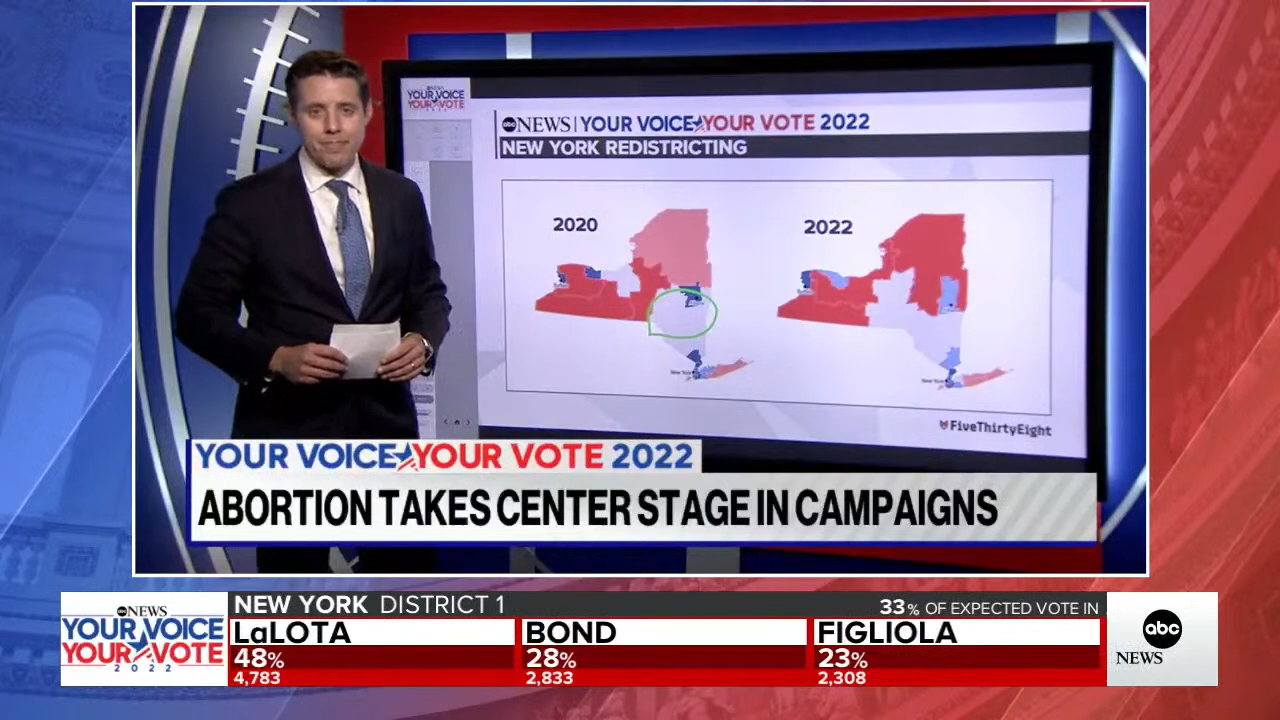 NEWS
YOUR VOICE
YOUR VOTE
abc NEWS | YOUR VOICE YOUR VOTE 2022
NEW YORK REDISTRICTING
2020
2022
New York
New York
FiveThirtyEight
YOUR VOICE YOUR VOTE 2022
ABORTION TAKES CENTER STAGE IN CAMPAIGNS
abc NEWS
YOUR VOICE
YOUR VOTE
2022
NEW YORK DISTRICT 1
33% OF EXPECTED VOTE IN
LaLOTA
48%
4,783
BOND
28%
2,833
FIGLIOLA
23%
2,308
abc
NEWS